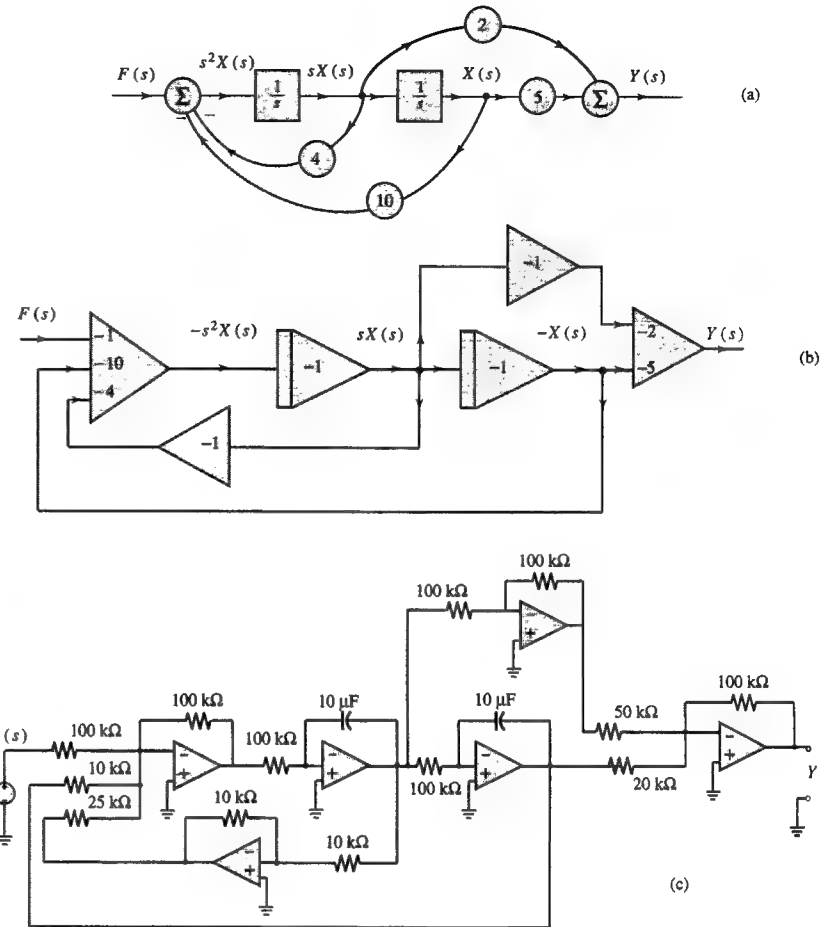 2
F(s) s²X(s) sX(s) X(s) Y(s)
Σ 1/s 1/s 5 Σ (a)
− −
4
10
−1
F(s) −s²X(s) sX(s) −X(s) Y(s)
−1 −2
−10 −1 −1 −5 (b)
−4
−1
100 kΩ
100 kΩ
+
100 kΩ 10 μF 10 μF 100 kΩ
(s) 100 kΩ 100 kΩ 50 kΩ
− − − −
+ + + +
10 kΩ 100 kΩ 20 kΩ Y
25 kΩ 10 kΩ
10 kΩ
−
+
(c)